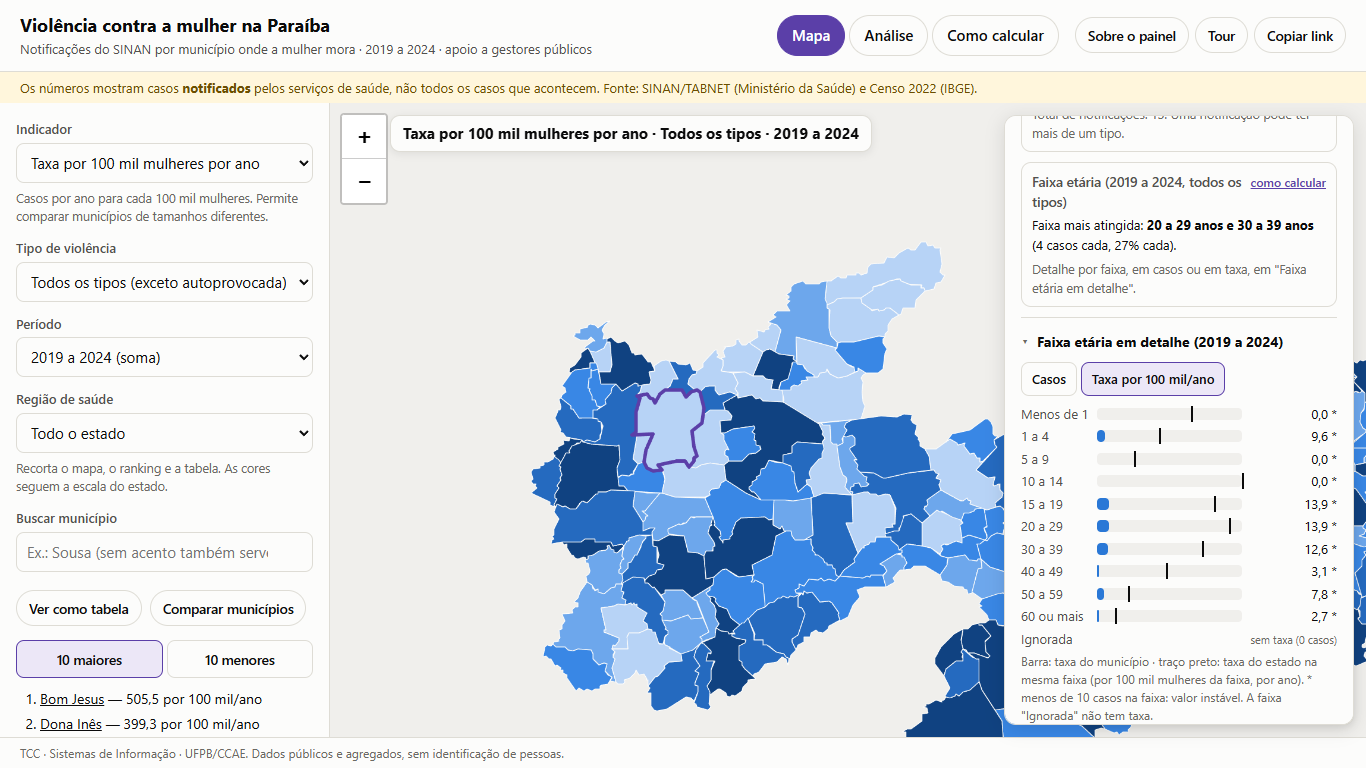 Violência contra a mulher na Paraíba
Notificações do SINAN por município onde a mulher mora · 2019 a 2024 · apoio a gestores públicos
Mapa
Análise
Como calcular
Sobre o painel
Tour
Copiar link
Os números mostram casos notificados pelos serviços de saúde, não todos os casos que acontecem. Fonte: SINAN/TABNET (Ministério da Saúde) e Censo 2022 (IBGE).
Indicador
Taxa por 100 mil mulheres por ano
Casos por ano para cada 100 mil mulheres. Permite
comparar municípios de tamanhos diferentes.
Tipo de violência
Todos os tipos (exceto autoprovocada)
Período
2019 a 2024 (soma)
Região de saúde
Todo o estado
Recorta o mapa, o ranking e a tabela. As cores
seguem a escala do estado.
Buscar município
Ex.: Sousa (sem acento também serve
Ver como tabela
Comparar municípios
10 maiores
10 menores
1. Bom Jesus — 505,5 por 100 mil/ano
2. Dona Inês — 399,3 por 100 mil/ano
+
−
Taxa por 100 mil mulheres por ano · Todos os tipos · 2019 a 2024
Total de notificações: 15. Uma notificação pode ter
mais de um tipo.
Faixa etária (2019 a 2024, todos os
tipos)
como calcular
Faixa mais atingida: 20 a 29 anos e 30 a 39 anos
(4 casos cada, 27% cada).
Detalhe por faixa, em casos ou em taxa, em "Faixa
etária em detalhe".
Faixa etária em detalhe (2019 a 2024)
Casos
Taxa por 100 mil/ano
Menos de 1 0,0 *
1 a 4 9,6 *
5 a 9 0,0 *
10 a 14 0,0 *
15 a 19 13,9 *
20 a 29 13,9 *
30 a 39 12,6 *
40 a 49 3,1 *
50 a 59 7,8 *
60 ou mais 2,7 *
Ignorada sem taxa (0 casos)
Barra: taxa do município · traço preto: taxa do estado na
mesma faixa (por 100 mil mulheres da faixa, por ano). *
menos de 10 casos na faixa: valor instável. A faixa
"Ignorada" não tem taxa.
TCC · Sistemas de Informação · UFPB/CCAE. Dados públicos e agregados, sem identificação de pessoas.